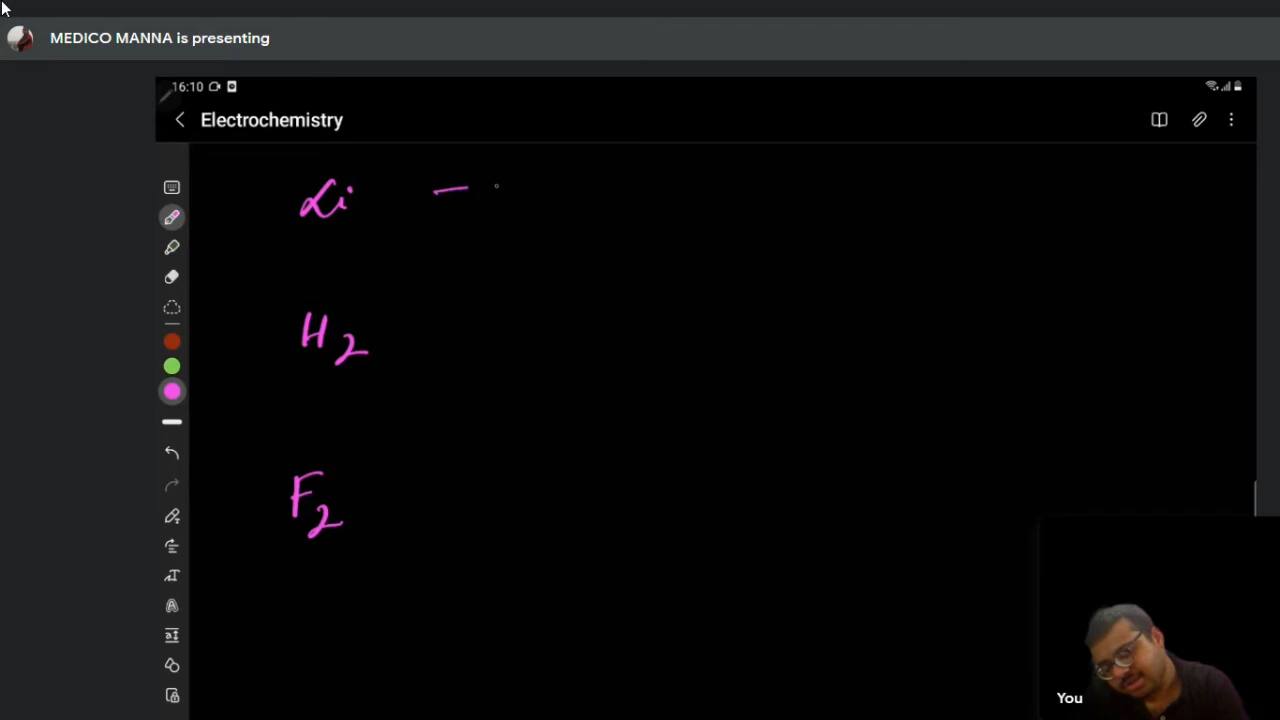 MEDICO MANNA is presenting
16:10
Electrochemistry
Li —
H2
F2
You